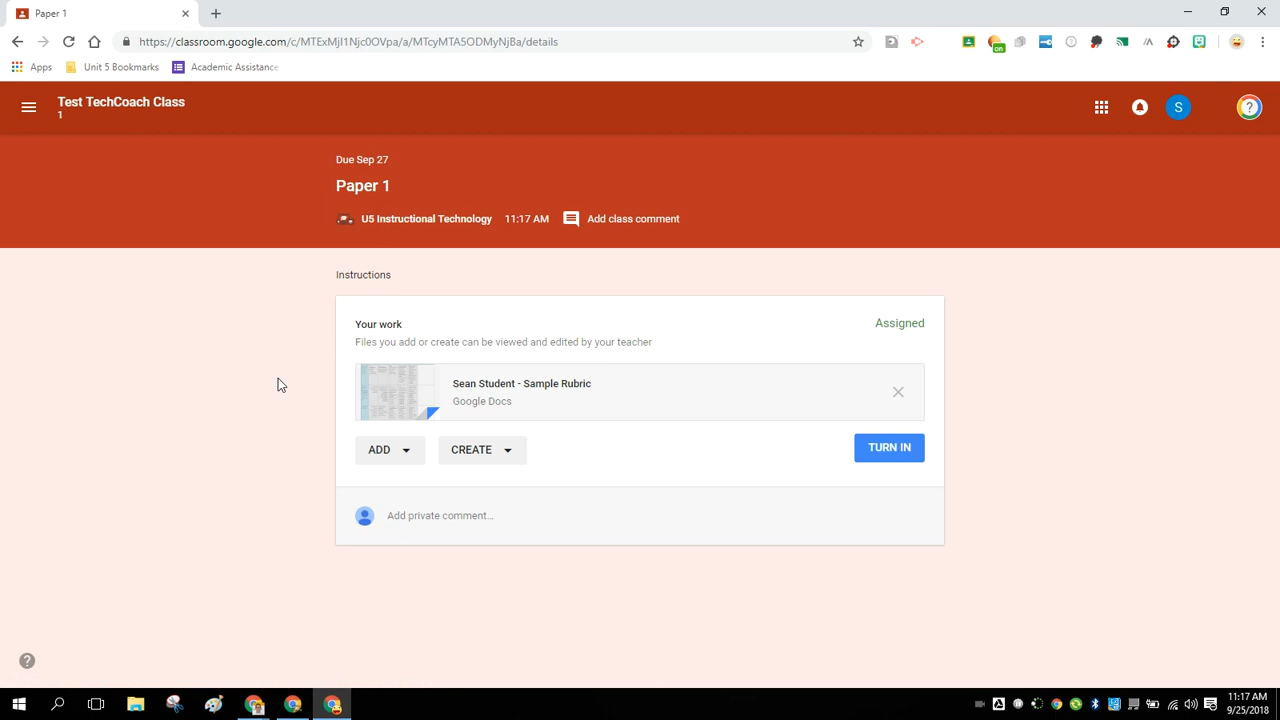 Paper 1
https://classroom.google.com/c/MTExMjI1Njc0OVpa/a/MTcyMTA5ODMyNjBa/details
on
Apps
Unit 5 Bookmarks
Academic Assistance
Test TechCoach Class
1
S
?
Due Sep 27
Paper 1
U5 Instructional Technology 11:17 AM Add class comment
Instructions
Your work
Assigned
Files you add or create can be viewed and edited by your teacher
Sean Student - Sample Rubric
Google Docs
ADD
CREATE
TURN IN
Add private comment...
?
11:17 AM
9/25/2018